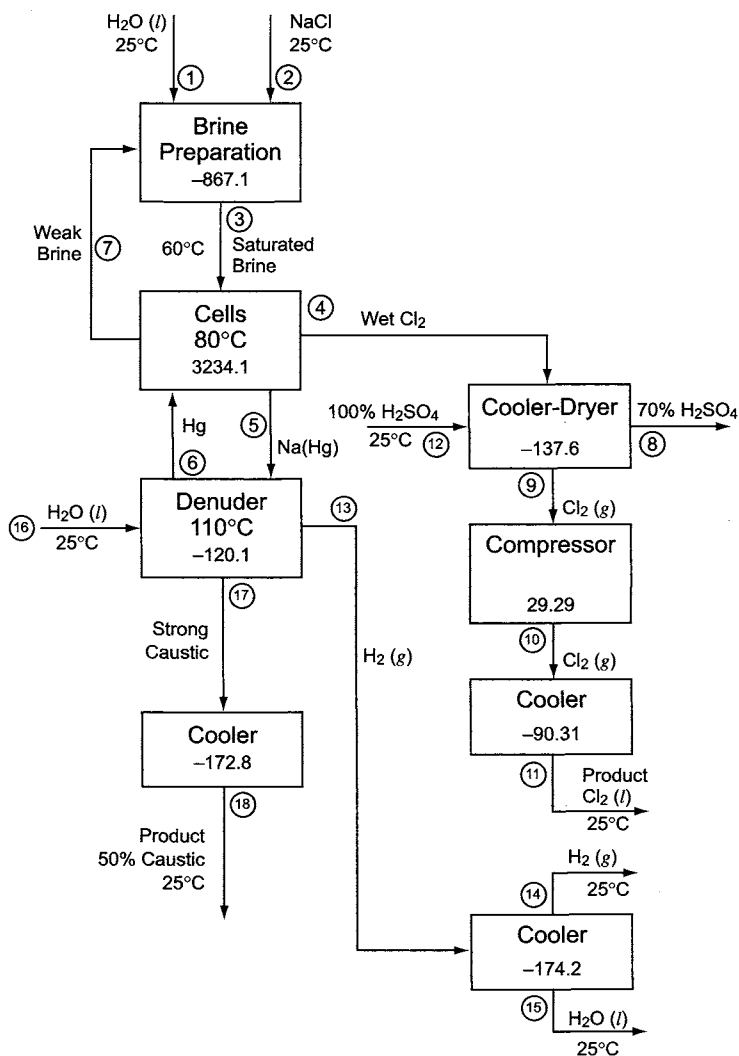 H₂O (l)
25°C
①
NaCl
25°C
②
Brine
Preparation
–867.1
Weak
Brine
⑦
③
60°C
Saturated
Brine
Cells
80°C
3234.1
④
Wet Cl₂
Hg
⑥
⑤
Na(Hg)
100% H₂SO₄
25°C
⑫
Cooler-Dryer
–137.6
70% H₂SO₄
⑧
⑨
Cl₂ (g)
⑯
H₂O (l)
25°C
Denuder
110°C
–120.1
⑬
Compressor
29.29
⑩
Cl₂ (g)
⑰
Strong
Caustic
H₂ (g)
Cooler
–90.31
⑪
Product
Cl₂ (l)
25°C
Cooler
–172.8
⑱
Product
50% Caustic
25°C
⑭
H₂ (g)
25°C
Cooler
–174.2
⑮
H₂O (l)
25°C